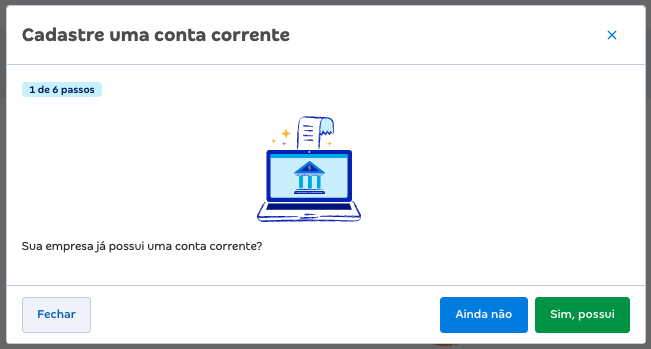 Cadastre uma conta corrente
1 de 6 passos
Sua empresa já possui uma conta corrente?
Fechar
Ainda não
Sim, possui